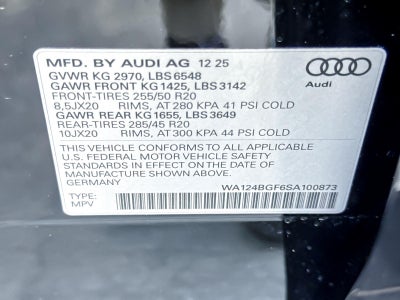 MFD. BY AUDI AG 12 25
GVWR KG 2970, LBS 6548
GAWR FRONT KG 1425, LBS 3142
FRONT-TIRES 255/50 R20
8,5JX20 RIMS, AT 280 KPA 41 PSI COLD
GAWR REAR KG 1655, LBS 3649
REAR-TIRES 285/45 R20
10JX20 RIMS, AT 300 KPA 44 PSI COLD
THIS VEHICLE CONFORMS TO ALL APPLICABLE
U.S. FEDERAL MOTOR VEHICLE SAFETY
STANDARDS IN EFFECT ON THE DATE OF
MANUFACTURE SHOWN ABOVE.
GERMANY
WA124BGF6SA100873
TYPE:
MPV
Audi